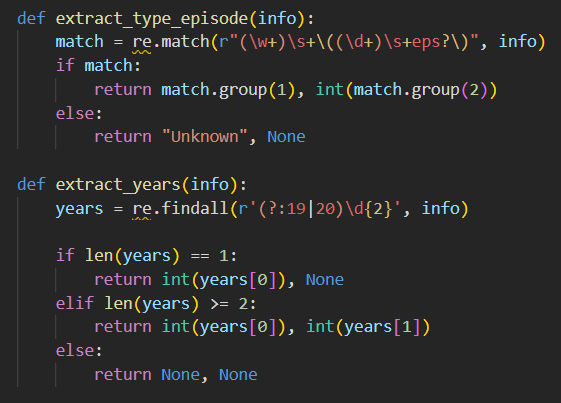 def extract_type_episode(info):
    match = re.match(r"(\w+)\s+\((\d+)\s+eps?\)", info)
    if match:
        return match.group(1), int(match.group(2))
    else:
        return "Unknown", None

def extract_years(info):
    years = re.findall(r'(?:19|20)\d{2}', info)

    if len(years) == 1:
        return int(years[0]), None
    elif len(years) >= 2:
        return int(years[0]), int(years[1])
    else:
        return None, None